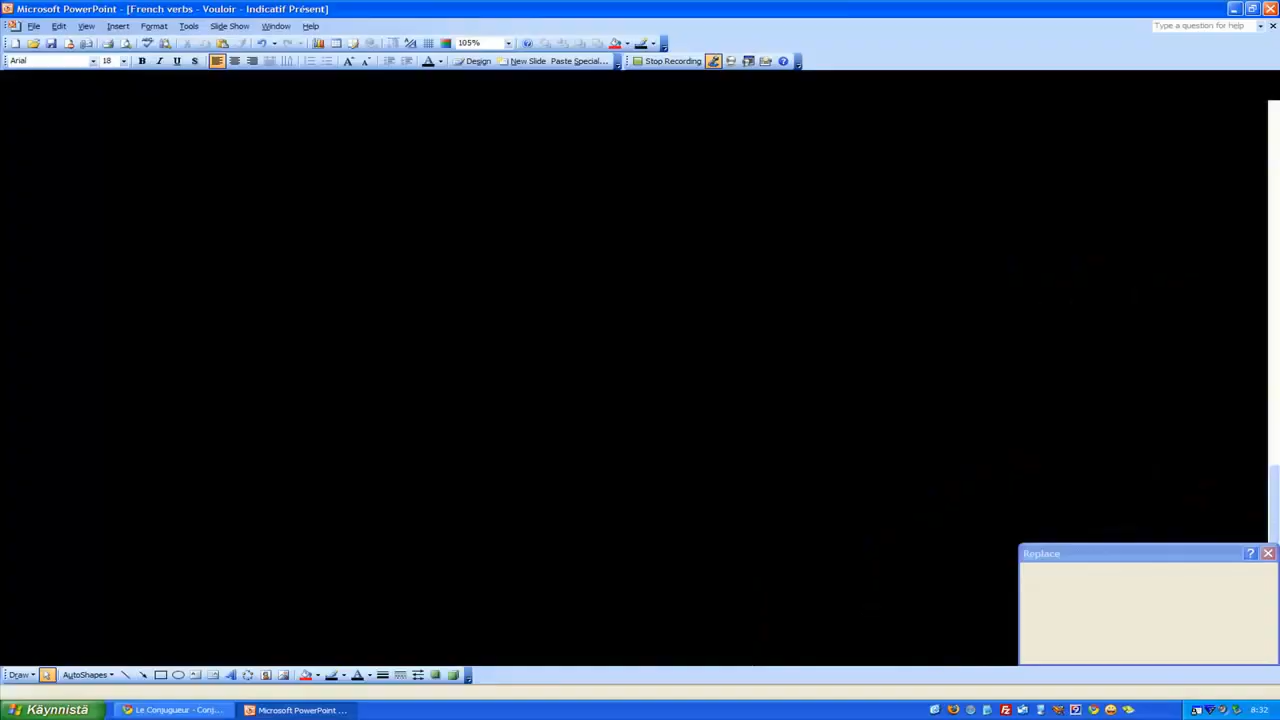 Microsoft PowerPoint - [French verbs - Vouloir - Indicatif Présent]
File Edit View Insert Format Tools Slide Show Window Help Type a question for help
105%
Arial 18 B I U S Design New Slide Paste Special... Stop Recording
Replace
Draw AutoShapes
Käynnistä Le Conjugueur - Conj... Microsoft PowerPoint ... 8:32